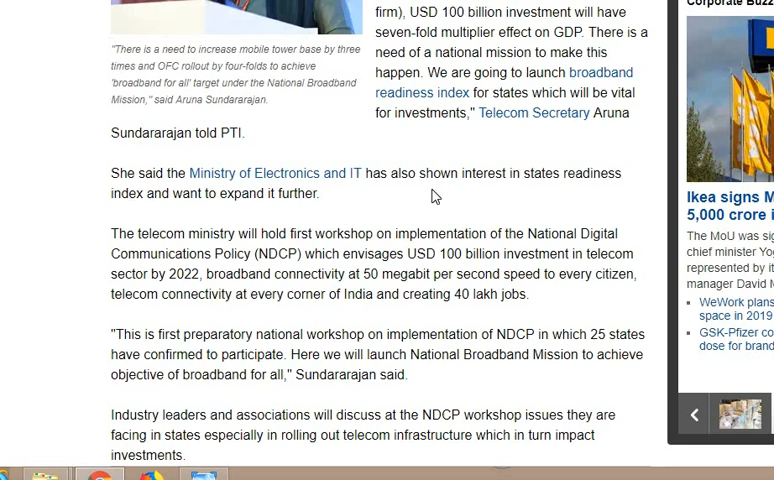 firm), USD 100 billion investment will have
seven-fold multiplier effect on GDP. There is a
need of a national mission to make this
happen. We are going to launch broadband
readiness index for states which will be vital
for investments," Telecom Secretary Aruna
Sundararajan told PTI.
"There is a need to increase mobile tower base by three
times and OFC rollout by four-folds to achieve
'broadband for all' target under the National Broadband
Mission," said Aruna Sundararajan.
She said the Ministry of Electronics and IT has also shown interest in states readiness
index and want to expand it further.
The telecom ministry will hold first workshop on implementation of the National Digital
Communications Policy (NDCP) which envisages USD 100 billion investment in telecom
sector by 2022, broadband connectivity at 50 megabit per second speed to every citizen,
telecom connectivity at every corner of India and creating 40 lakh jobs.
"This is first preparatory national workshop on implementation of NDCP in which 25 states
have confirmed to participate. Here we will launch National Broadband Mission to achieve
objective of broadband for all," Sundararajan said.
Industry leaders and associations will discuss at the NDCP workshop issues they are
facing in states especially in rolling out telecom infrastructure which in turn impact
investments.
Corporate Buzz
Ikea signs M
5,000 crore i
The MoU was sig
chief minister Yog
represented by it
manager David M
WeWork plans
space in 2019
GSK-Pfizer co
dose for brand